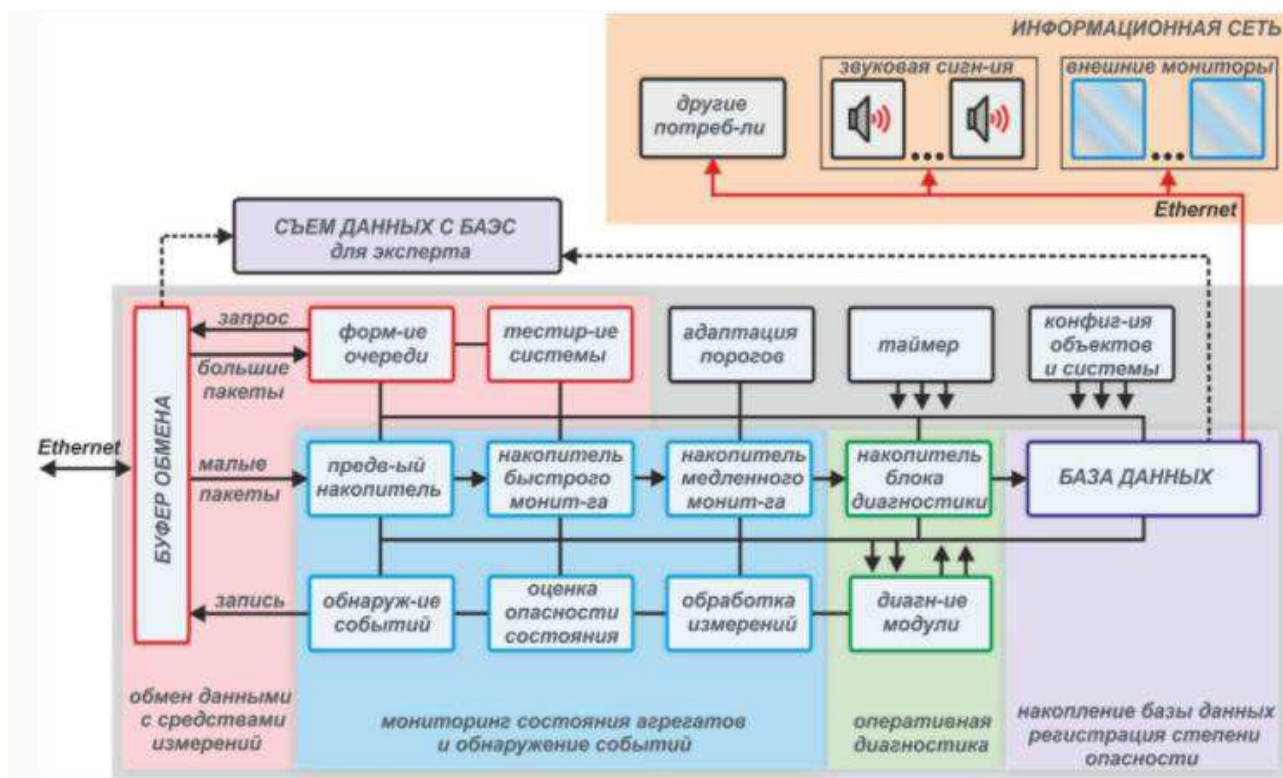 ИНФОРМАЦИОННАЯ СЕТЬ
звуковая сигн-ия
внешние мониторы
другие
потреб-ли
Ethernet
СЪЕМ ДАННЫХ С БАЭС
для эксперта
запрос
большие
пакеты
форм-ие
очереди
тестир-ие
системы
адаптация
порогов
таймер
конфиг-ия
объектов
и системы
Ethernet
БУФЕР ОБМЕНА
малые
пакеты
предв-ый
накопитель
накопитель
быстрого
монит-га
накопитель
медленного
монит-га
накопитель
блока
диагностики
БАЗА ДАННЫХ
запись
обнаруж-ие
событий
оценка
опасности
состояния
обработка
измерений
диагн-ие
модули
обмен данными
с средствами
измерений
мониторинг состояния агрегатов
и обнаружение событий
оперативная
диагностика
накопление базы данных
регистрация степени
опасности